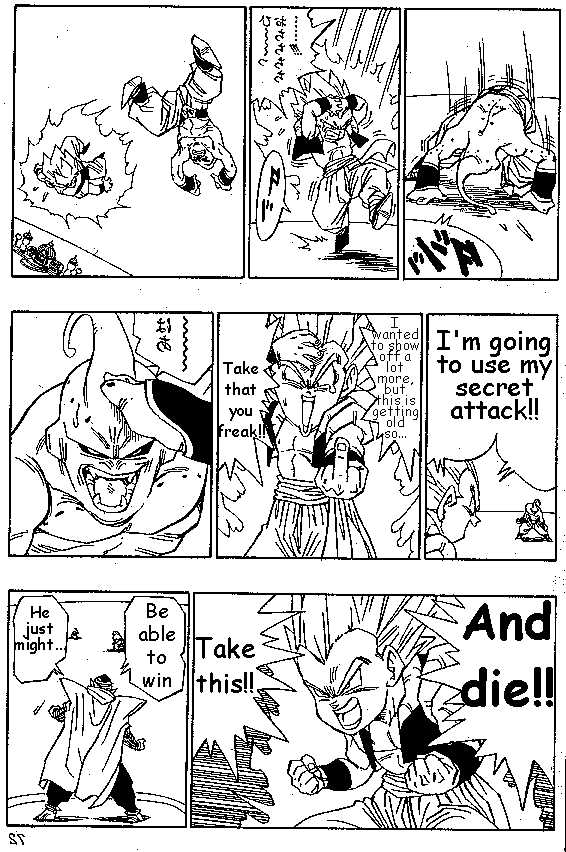 Take
that
you
freak!!
I
wanted
to show
off a
lot
more,
but
this is
getting
old
so...
I'm going
to use my
secret
attack!!
He
just
might...
Be
able
to
win
Take
this!!
And
die!!
72